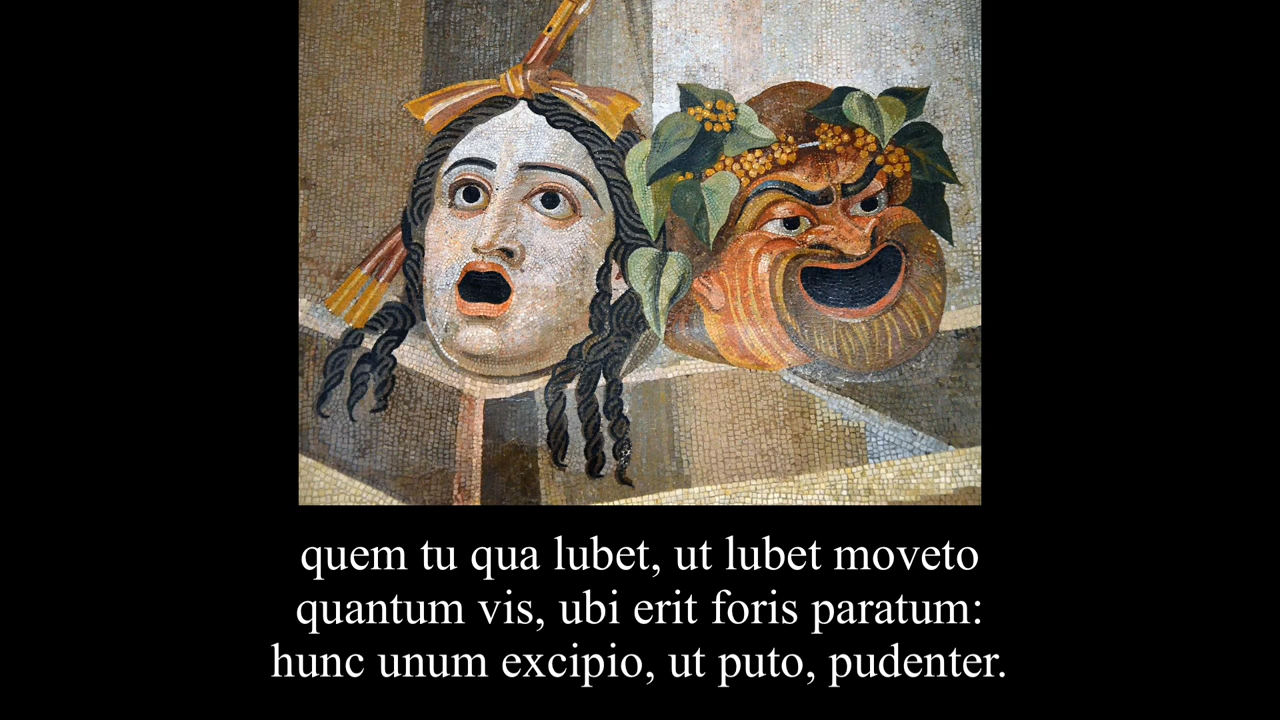 quem tu qua lubet, ut lubet moveto
quantum vis, ubi erit foris paratum:
hunc unum excipio, ut puto, pudenter.